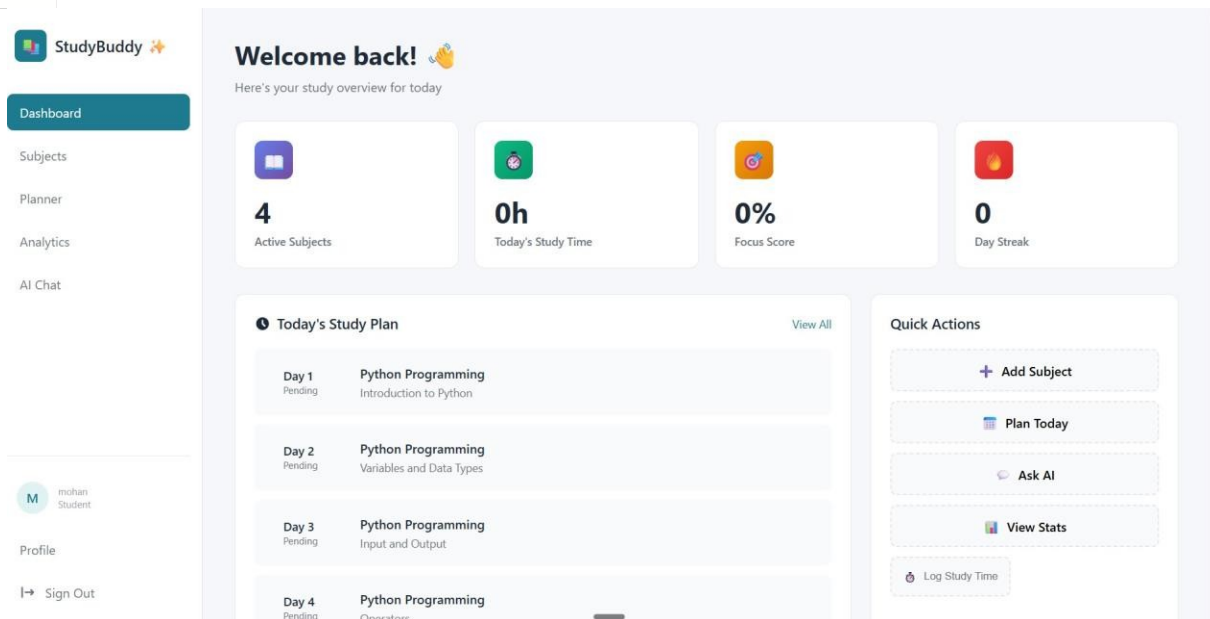 StudyBuddy ✨
Dashboard
Subjects
Planner
Analytics
AI Chat
M
mohan
Student
Profile
Sign Out
Welcome back! 👋
Here's your study overview for today
4
Active Subjects
0h
Today's Study Time
0%
Focus Score
0
Day Streak
Today's Study Plan
View All
Day 1
Pending
Python Programming
Introduction to Python
Day 2
Pending
Python Programming
Variables and Data Types
Day 3
Pending
Python Programming
Input and Output
Day 4
Pending
Python Programming
Operators
Quick Actions
Add Subject
Plan Today
Ask AI
View Stats
Log Study Time